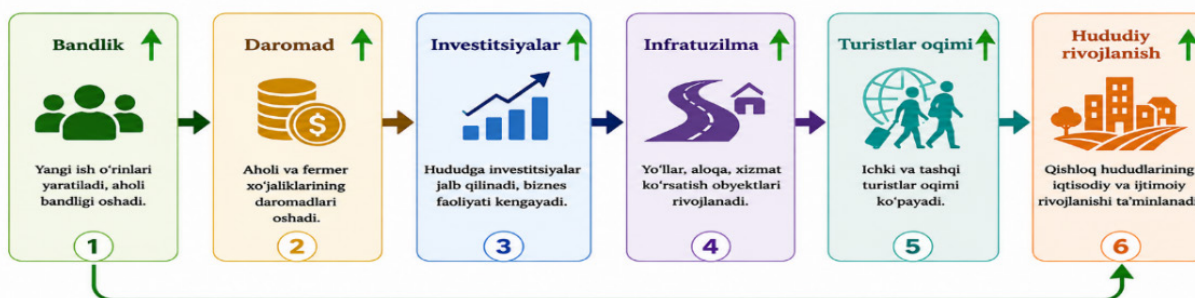 Bandlik
Yangi ish o‘rinlari
yaratiladi, aholi
bandligi oshadi.
1
Daromad
$
Aholi va fermer
xo‘jaliklarining
daromadlari
oshadi.
2
Investitsiyalar
Hududga investitsiyalar
jalb qilinadi, biznes
faoliyati kengayadi.
3
Infratuzilma
Yo‘llar, aloqa, xizmat
ko‘rsatish obyektlari
rivojlanadi.
4
Turistlar oqimi
Ichki va tashqi
turistlar oqimi
ko‘payadi.
5
Hududiy
rivojlanish
Qishloq hududlarining
iqtisodiy va ijtimoiy
rivojlanishi ta’minlanadi
6